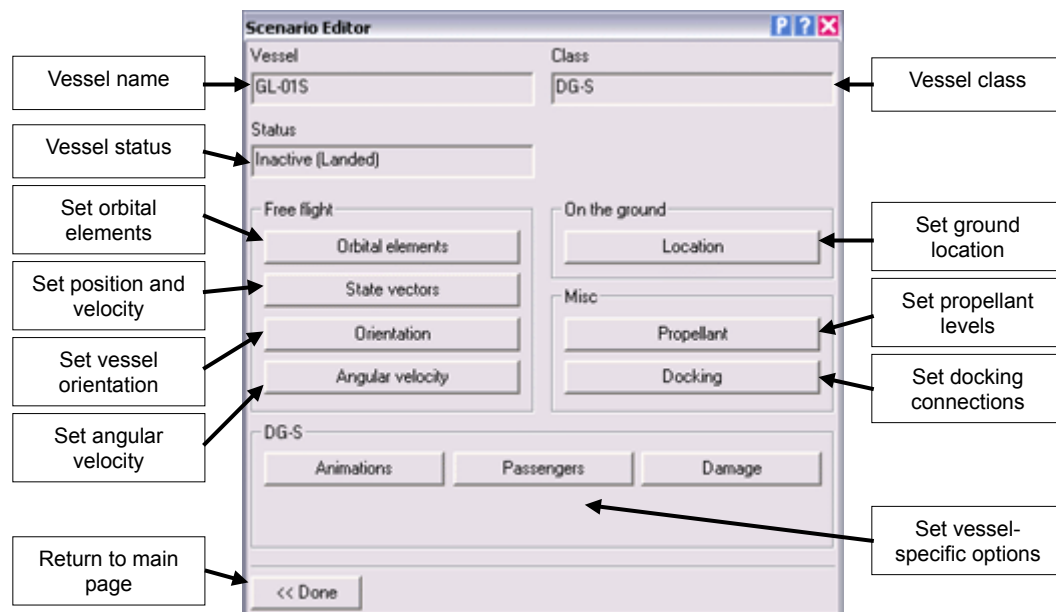 Scenario Editor
P ? X
Vessel
Class
Vessel name
GL-01S
DG-S
Vessel class
Status
Vessel status
Inactive (Landed)
Set orbital
elements
Free flight
On the ground
Orbital elements
Location
Set ground
location
Set position and
velocity
State vectors
Misc
Set propellant
levels
Orientation
Propellant
Set vessel
orientation
Angular velocity
Docking
Set docking
connections
Set angular
velocity
DG-S
Animations
Passengers
Damage
Set vessel-
specific options
Return to main
page
<< Done